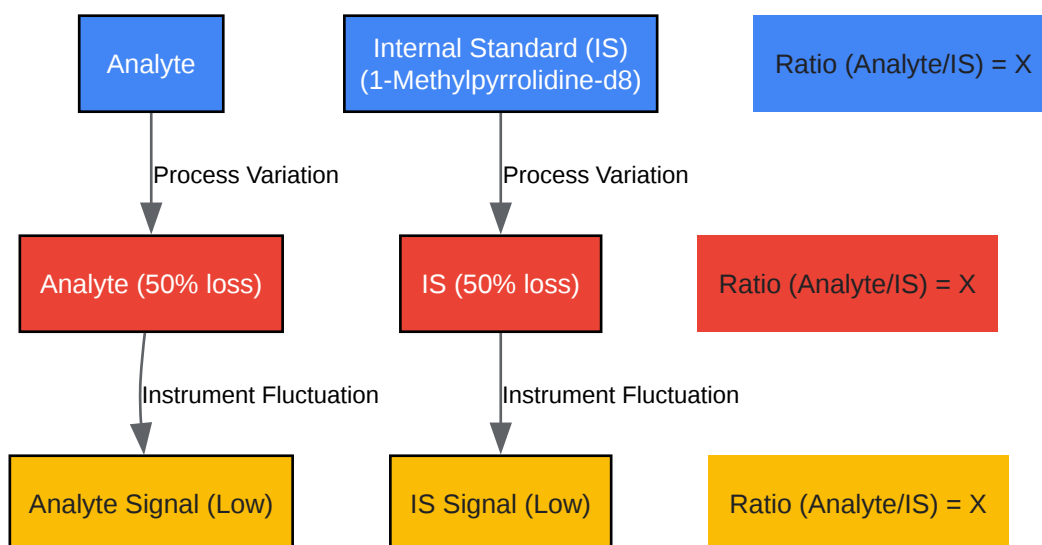 Analyte
Internal Standard (IS)
(1-Methylpyrrolidine-d8)
Ratio (Analyte/IS) = X
Process Variation
Process Variation
Analyte (50% loss)
IS (50% loss)
Ratio (Analyte/IS) = X
Instrument Fluctuation
Instrument Fluctuation
Analyte Signal (Low)
IS Signal (Low)
Ratio (Analyte/IS) = X